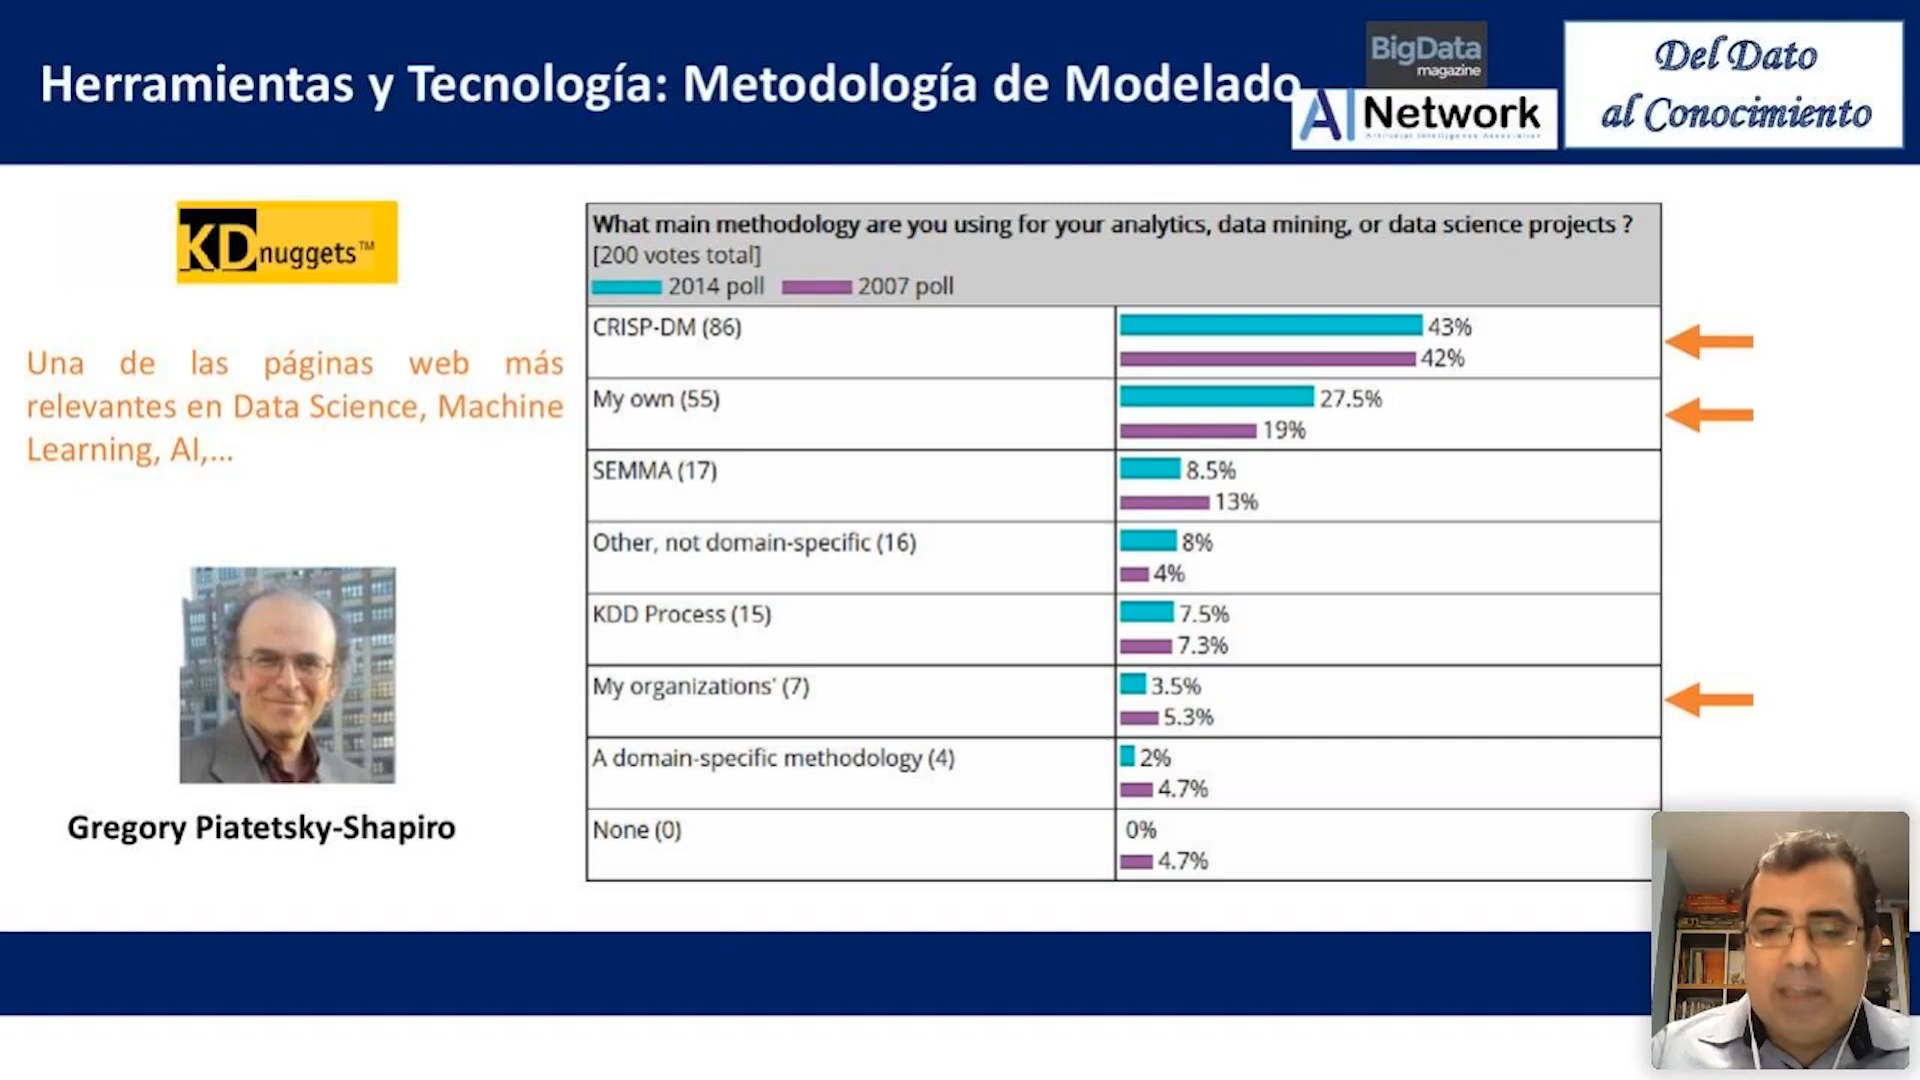 Herramientas y Tecnología: Metodología de Modelado
BigData
magazine
AI Network
Artificial Intelligence Association
Del Dato
al Conocimiento
KDnuggets™
Una de las páginas web más
relevantes en Data Science, Machine
Learning, AI,...
Gregory Piatetsky-Shapiro
What main methodology are you using for your analytics, data mining, or data science projects ?
[200 votes total]
2014 poll 2007 poll
CRISP-DM (86) 43%
42%
My own (55) 27.5%
19%
SEMMA (17) 8.5%
13%
Other, not domain-specific (16) 8%
4%
KDD Process (15) 7.5%
7.3%
My organizations' (7) 3.5%
5.3%
A domain-specific methodology (4) 2%
4.7%
None (0) 0%
4.7%